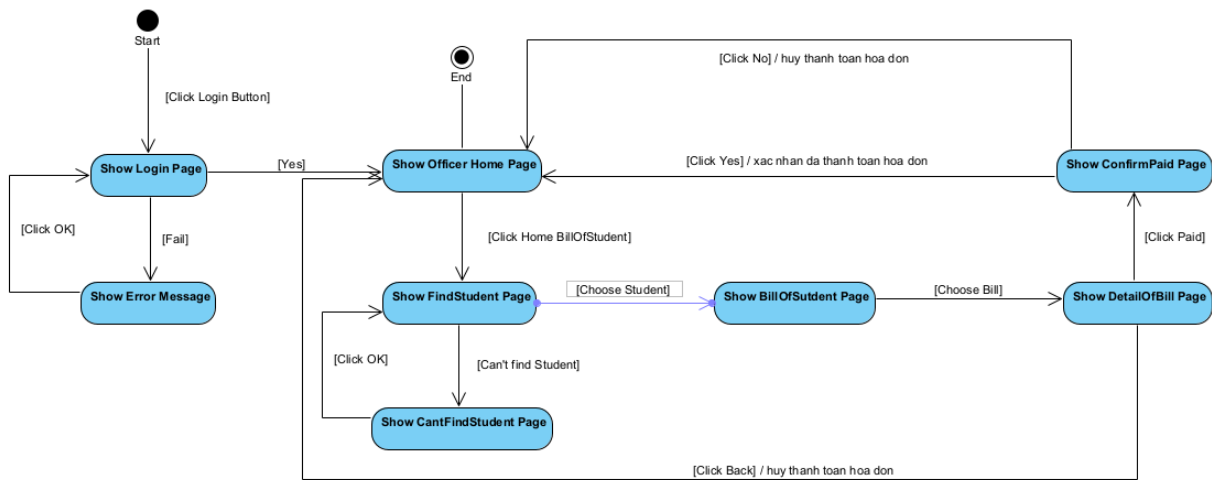 Start
End
[Click No] / huy thanh toan hoa don
[Click Login Button]
Show Login Page
[Yes]
Show Officer Home Page
[Click Yes] / xac nhan da thanh toan hoa don
Show ConfirmPaid Page
[Click OK]
[Fail]
[Click Home BillOfStudent]
[Click Paid]
Show Error Message
Show FindStudent Page
[Choose Student]
Show BillOfSutdent Page
[Choose Bill]
Show DetailOfBill Page
[Click OK]
[Can't find Student]
Show CantFindStudent Page
[Click Back] / huy thanh toan hoa don